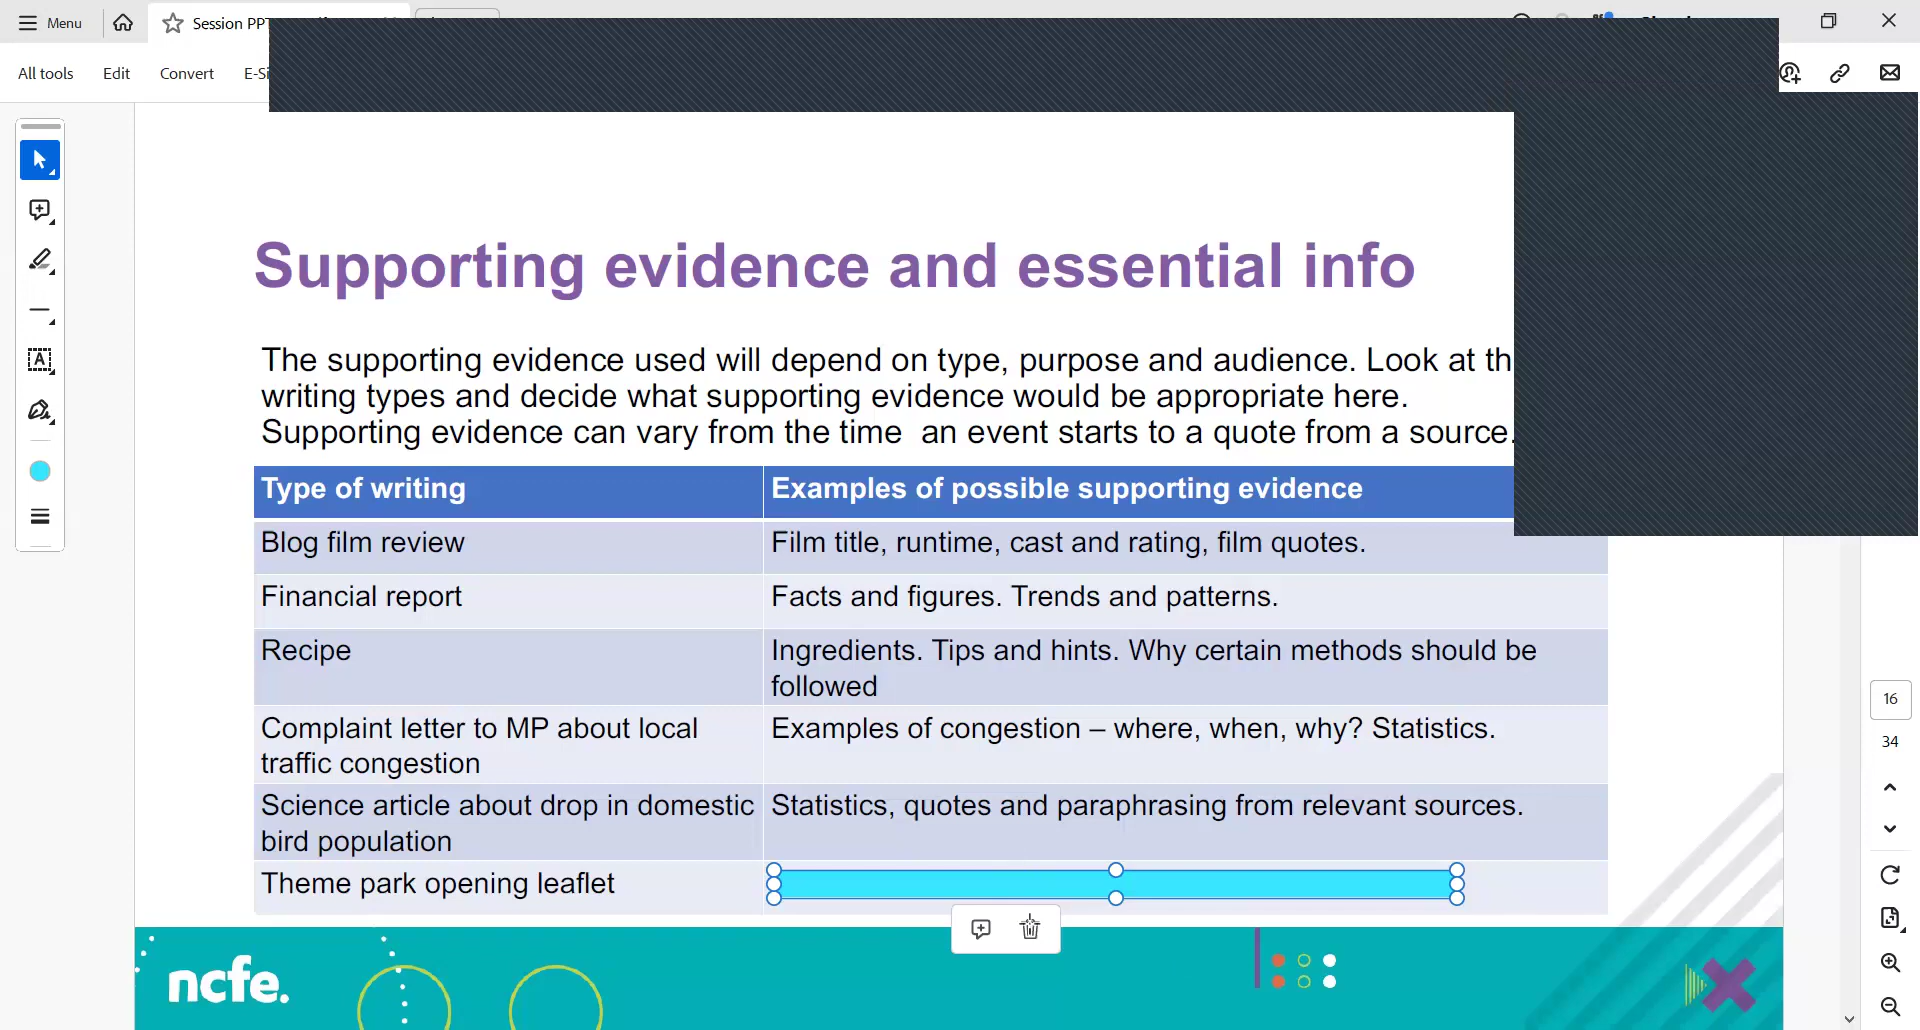 Menu
Session PPT
All tools Edit Convert E-Si
Supporting evidence and essential info
The supporting evidence used will depend on type, purpose and audience. Look at th
writing types and decide what supporting evidence would be appropriate here.
Supporting evidence can vary from the time an event starts to a quote from a source.
Type of writing Examples of possible supporting evidence
Blog film review Film title, runtime, cast and rating, film quotes.
Financial report Facts and figures. Trends and patterns.
Recipe Ingredients. Tips and hints. Why certain methods should be
followed
Complaint letter to MP about local Examples of congestion – where, when, why? Statistics.
traffic congestion
Science article about drop in domestic Statistics, quotes and paraphrasing from relevant sources.
bird population
Theme park opening leaflet
16
34
ncfe.